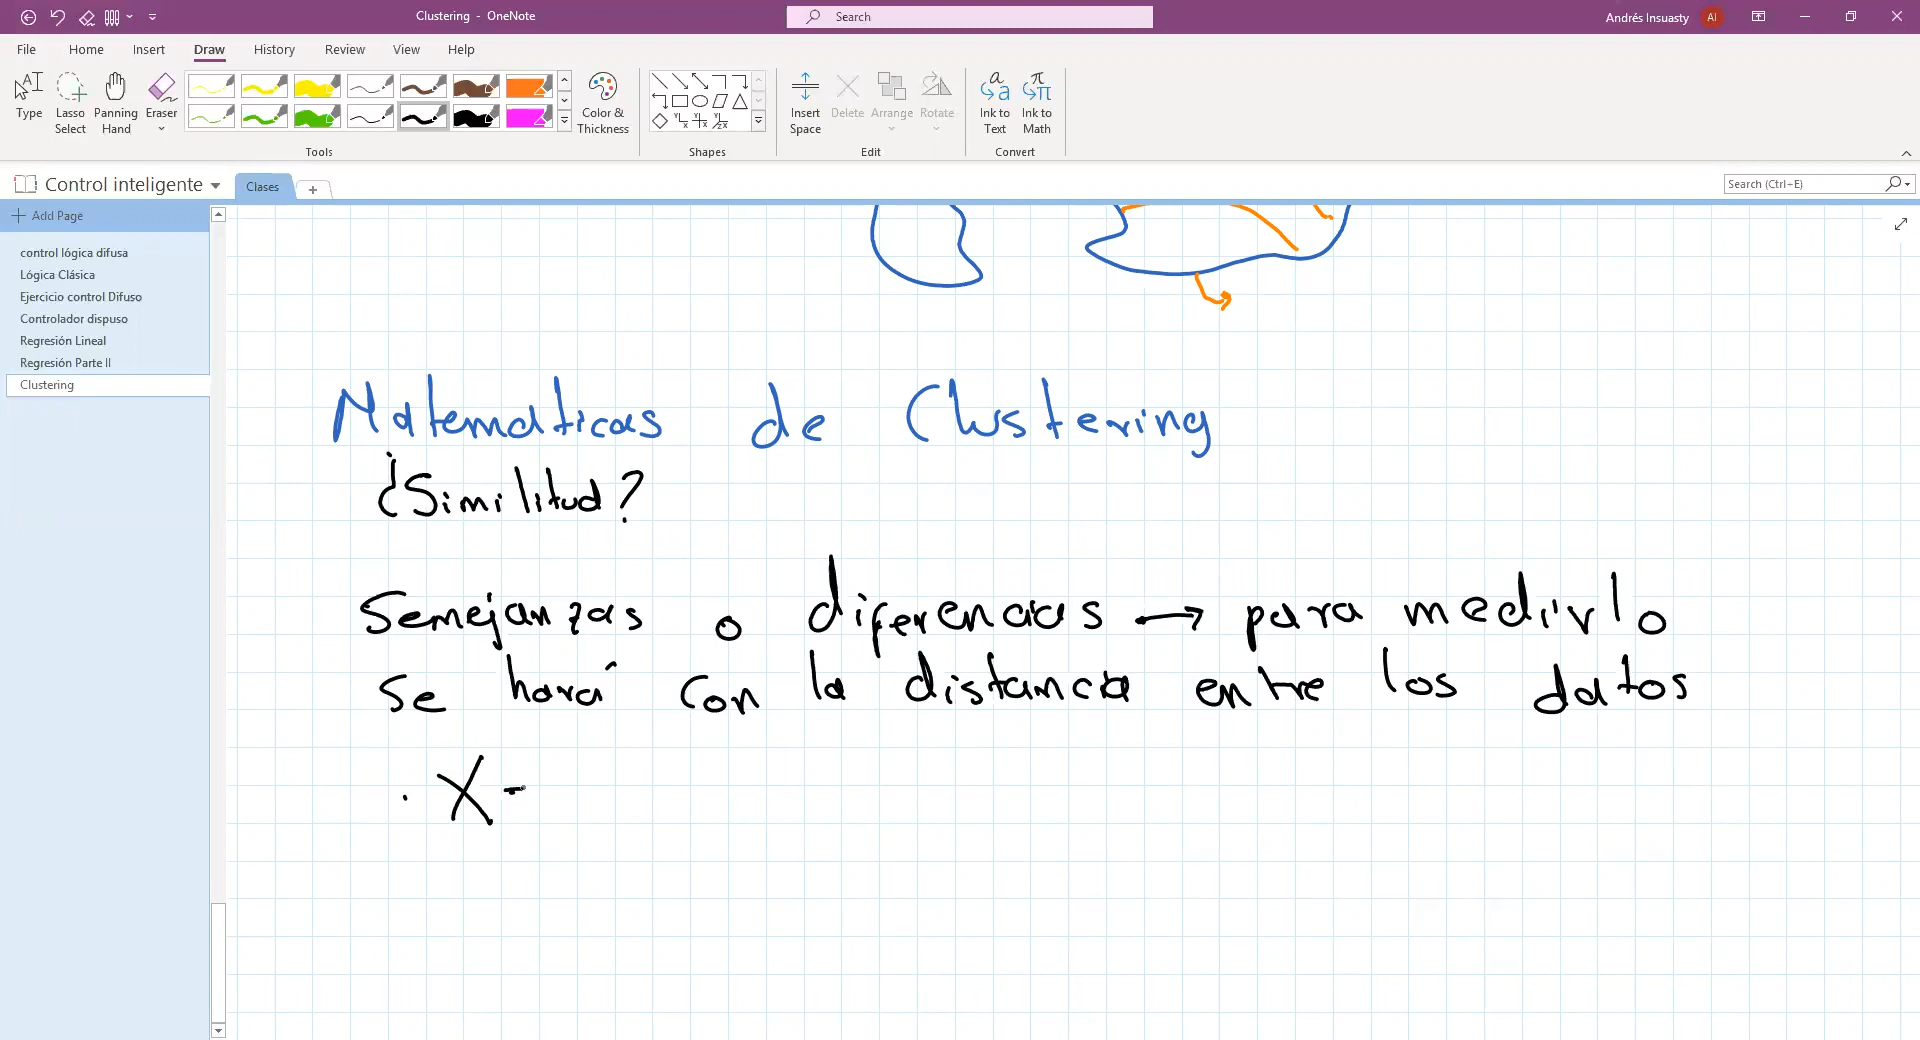 Clustering - OneNote
Search
Andrés Insuasty
AI
File Home Insert Draw History Review View Help
Type
Lasso Select
Panning Hand
Eraser
Color & Thickness
Insert Space
Delete
Arrange
Rotate
Ink to Text
Ink to Math
Tools
Shapes
Edit
Convert
Control inteligente
Clases
Search (Ctrl+E)
Add Page
control lógica difusa
Lógica Clásica
Ejercicio control Difuso
Controlador dispuso
Regresión Lineal
Regresión Parte II
Clustering
Matemáticas de Clustering
¿Similitud?
Semejanzas o diferencias → para medirlo
se hará con la distancia entre los datos
. X -